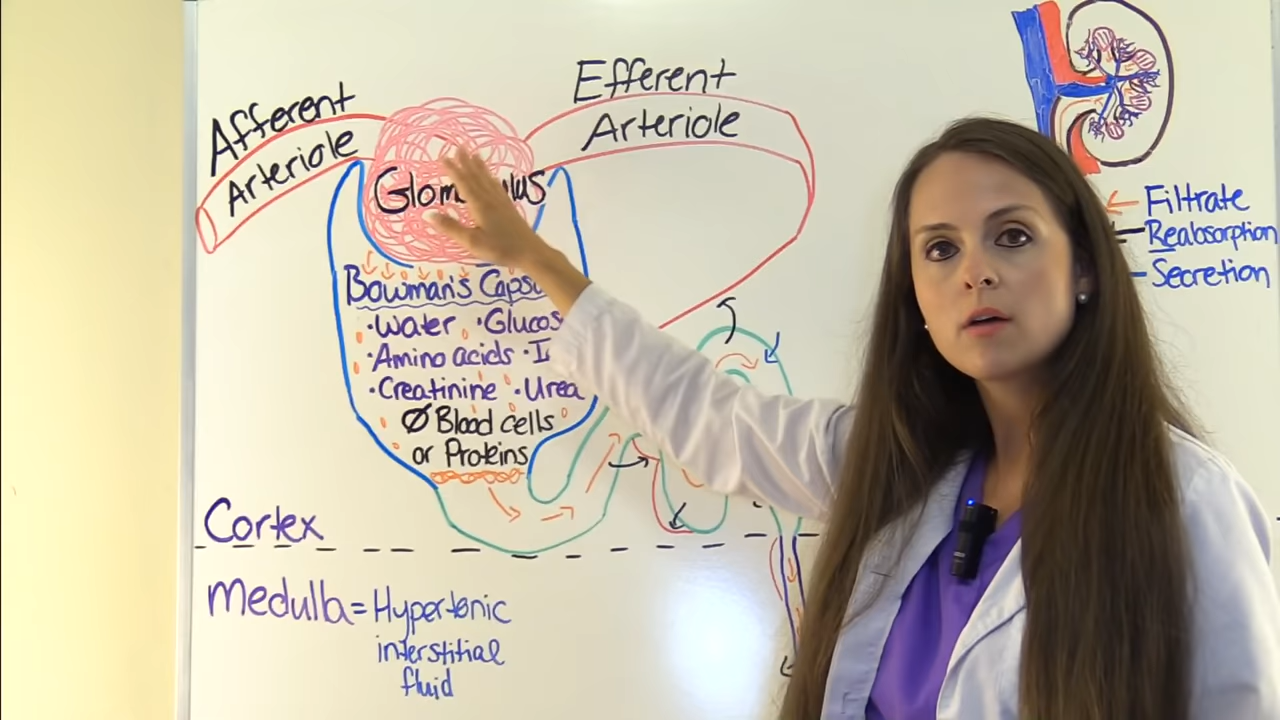 Afferent
Arteriole
Efferent
Arteriole
Bowman's
•Water •Glucos
•Amino acids •I
•Creatinine •Urea
Ø Blood cells
or Proteins
Cortex
Medulla = Hypertonic
interstitial
fluid
Filtrate
Reabsorption
Secretion